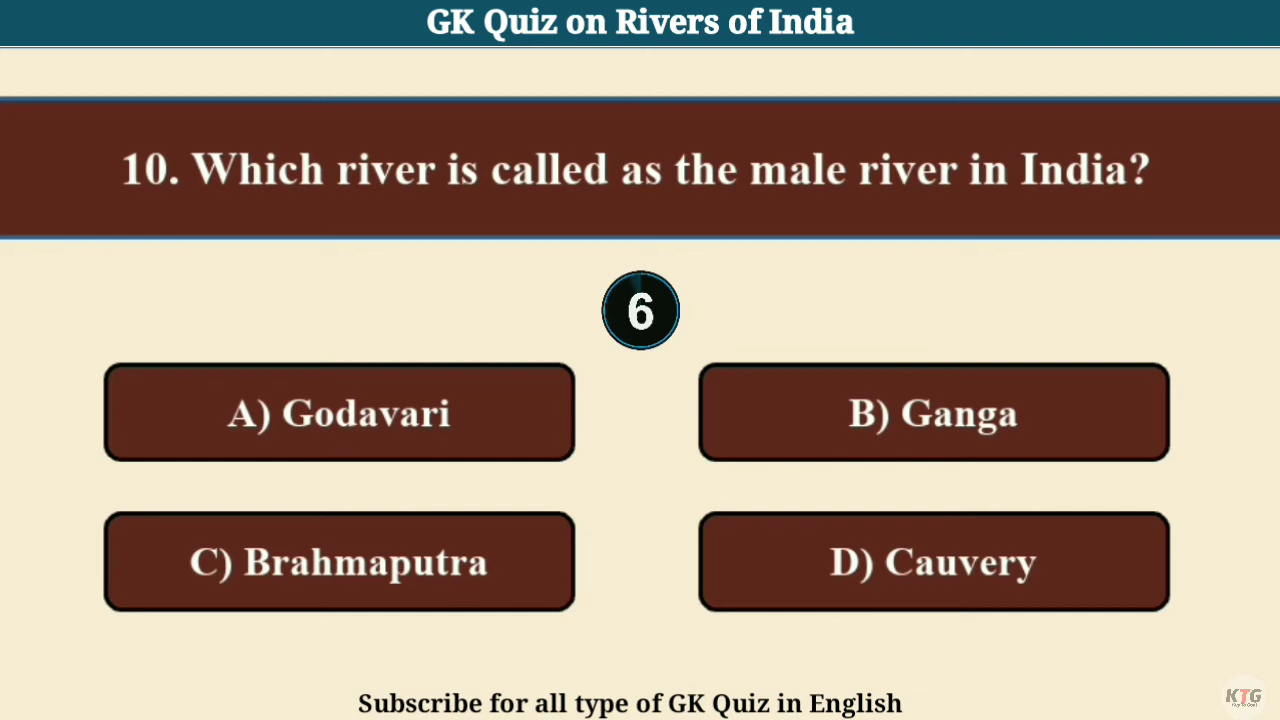 GK Quiz on Rivers of India
10. Which river is called as the male river in India?
6
A) Godavari
B) Ganga
C) Brahmaputra
D) Cauvery
Subscribe for all type of GK Quiz in English
KTG